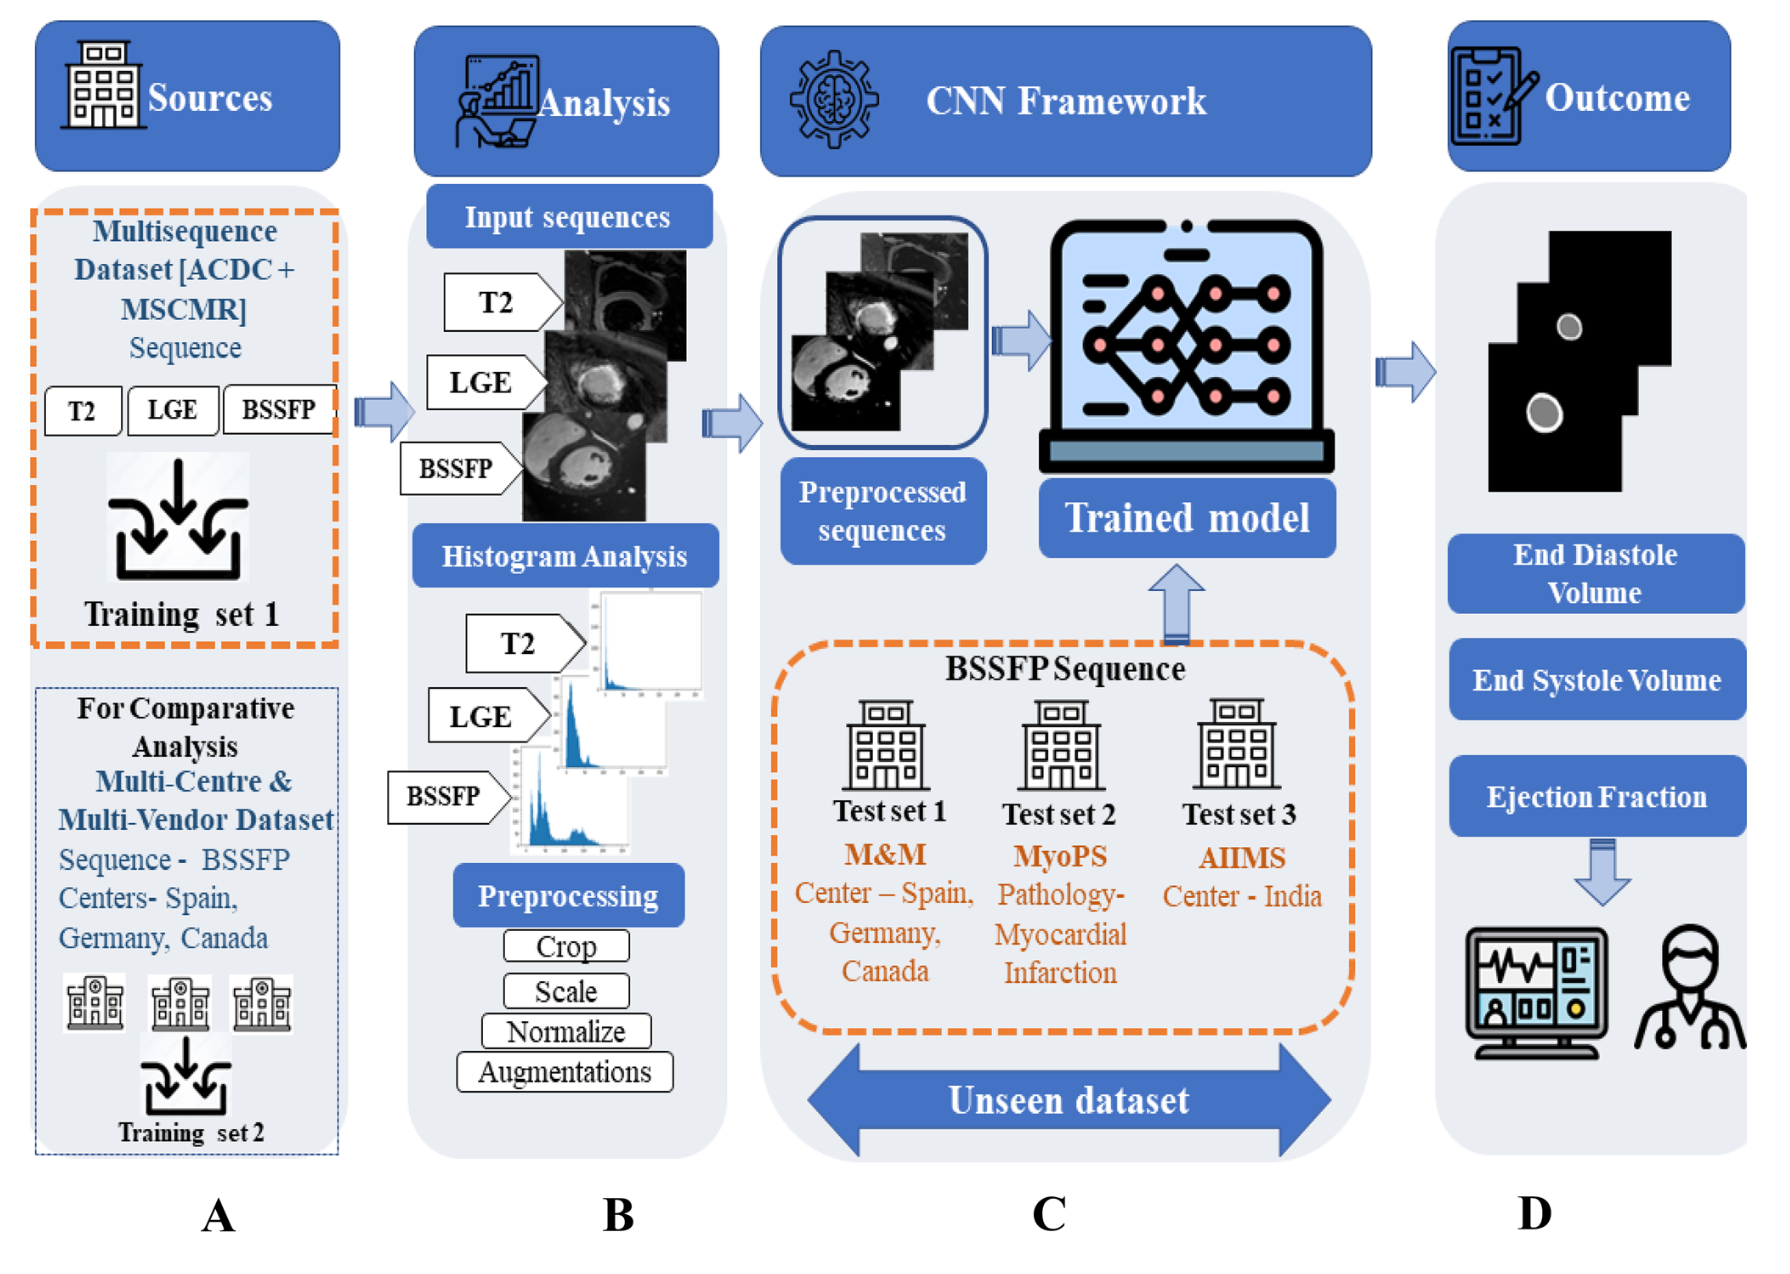 Sources
Multisequence
Dataset [ACDC +
MSCMR]
Sequence
T2
LGE
BSSFP
Training set 1
For Comparative
Analysis
Multi-Centre &
Multi-Vendor Dataset
Sequence - BSSFP
Centers- Spain,
Germany, Canada
Training set 2
A
Analysis
Input sequences
T2
LGE
BSSFP
Histogram Analysis
T2
LGE
BSSFP
Preprocessing
Crop
Scale
Normalize
Augmentations
B
CNN Framework
Preprocessed
sequences
Trained model
BSSFP Sequence
Test set 1
M&M
Center – Spain,
Germany,
Canada
Test set 2
MyoPS
Pathology-
Myocardial
Infarction
Test set 3
AIIMS
Center - India
Unseen dataset
C
Outcome
End Diastole
Volume
End Systole Volume
Ejection Fraction
D